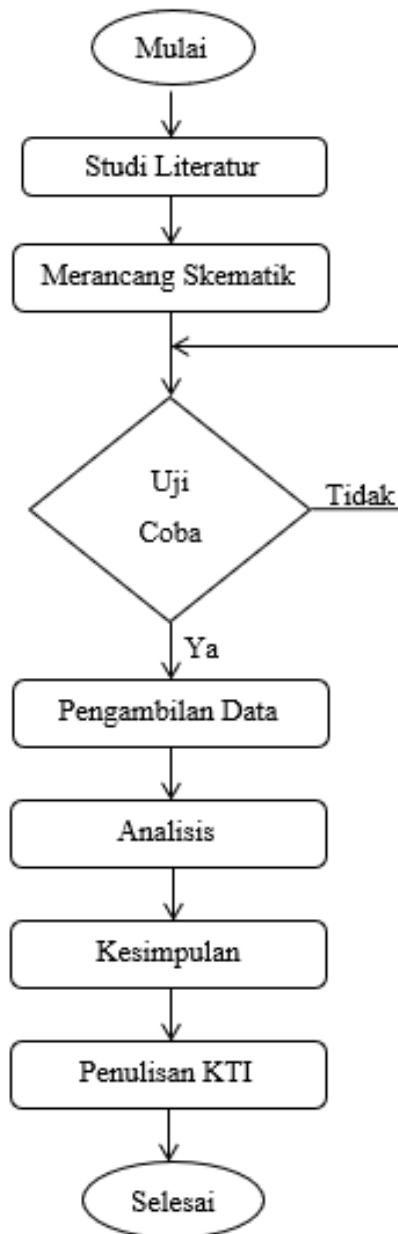 Mulai
Studi Literatur
Merancang Skematik
Uji
Coba
Tidak
Ya
Pengambilan Data
Analisis
Kesimpulan
Penulisan KTI
Selesai